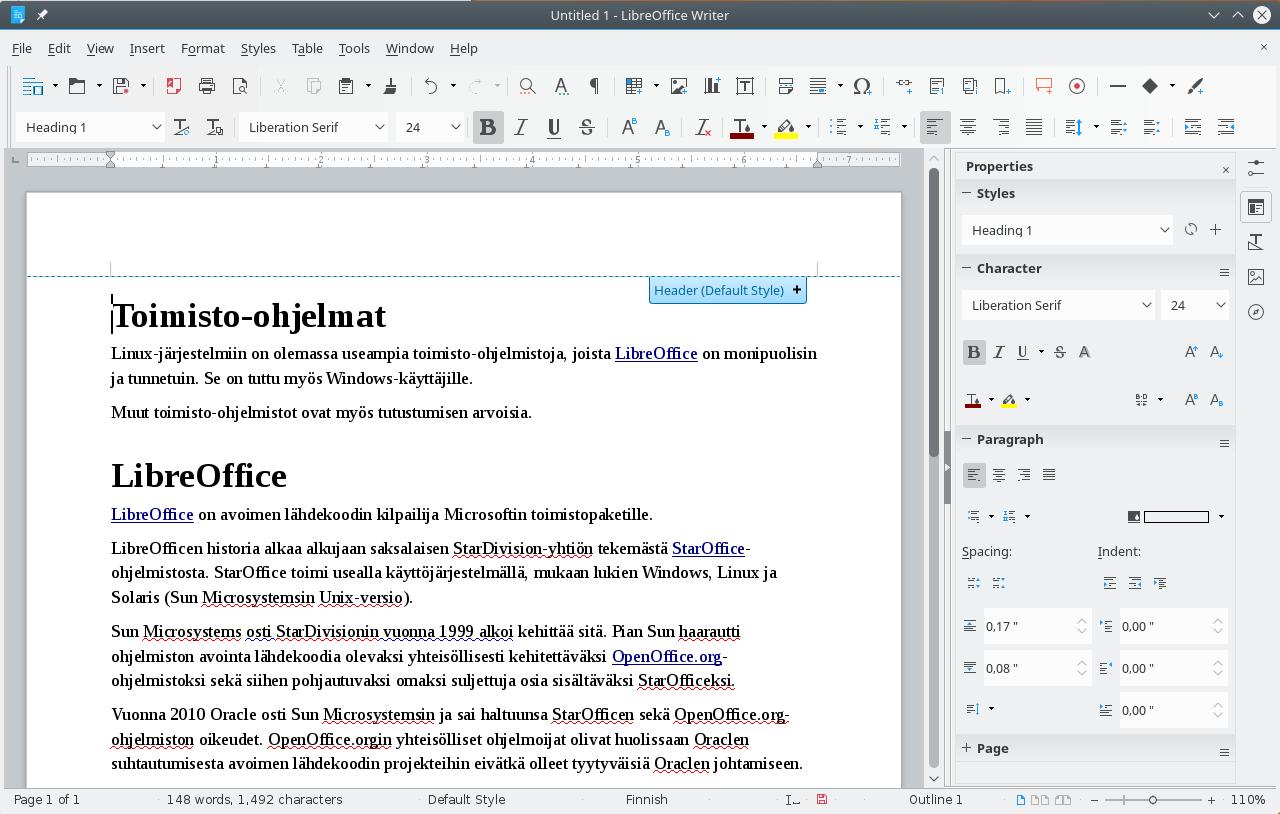 Untitled 1 - LibreOffice Writer
File Edit View Insert Format Styles Table Tools Window Help
Heading 1 Liberation Serif 24
1 2 3 4 5 6 7
Properties
Styles
Heading 1
Character
Liberation Serif 24
Paragraph
Spacing: Indent:
0,17 " 0,00 "
0,08 " 0,00 "
0,00 "
Page
Header (Default Style) +
Toimisto-ohjelmat
Linux-järjestelmiin on olemassa useampia toimisto-ohjelmistoja, joista LibreOffice on monipuolisin
ja tunnetuin. Se on tuttu myös Windows-käyttäjille.
Muut toimisto-ohjelmistot ovat myös tutustumisen arvoisia.
LibreOffice
LibreOffice on avoimen lähdekoodin kilpailija Microsoftin toimistopaketille.
LibreOfficen historia alkaa alkujaan saksalaisen StarDivision-yhtiön tekemästä StarOffice-
ohjelmistosta. StarOffice toimi usealla käyttöjärjestelmällä, mukaan lukien Windows, Linux ja
Solaris (Sun Microsystemsin Unix-versio).
Sun Microsystems osti StarDivisionin vuonna 1999 alkoi kehittää sitä. Pian Sun haarautti
ohjelmiston avointa lähdekoodia olevaksi yhteisöllisesti kehitettäväksi OpenOffice.org-
ohjelmistoksi sekä siihen pohjautuvaksi omaksi suljettuja osia sisältäväksi StarOfficeksi.
Vuonna 2010 Oracle osti Sun Microsystemsin ja sai haltuunsa StarOfficen sekä OpenOffice.org-
ohjelmiston oikeudet. OpenOffice.orgin yhteisölliset ohjelmoijat olivat huolissaan Oraclen
suhtautumisesta avoimen lähdekoodin projekteihin eivätkä olleet tyytyväisiä Oraclen johtamiseen.
Page 1 of 1 148 words, 1,492 characters Default Style Finnish Outline 1 110%